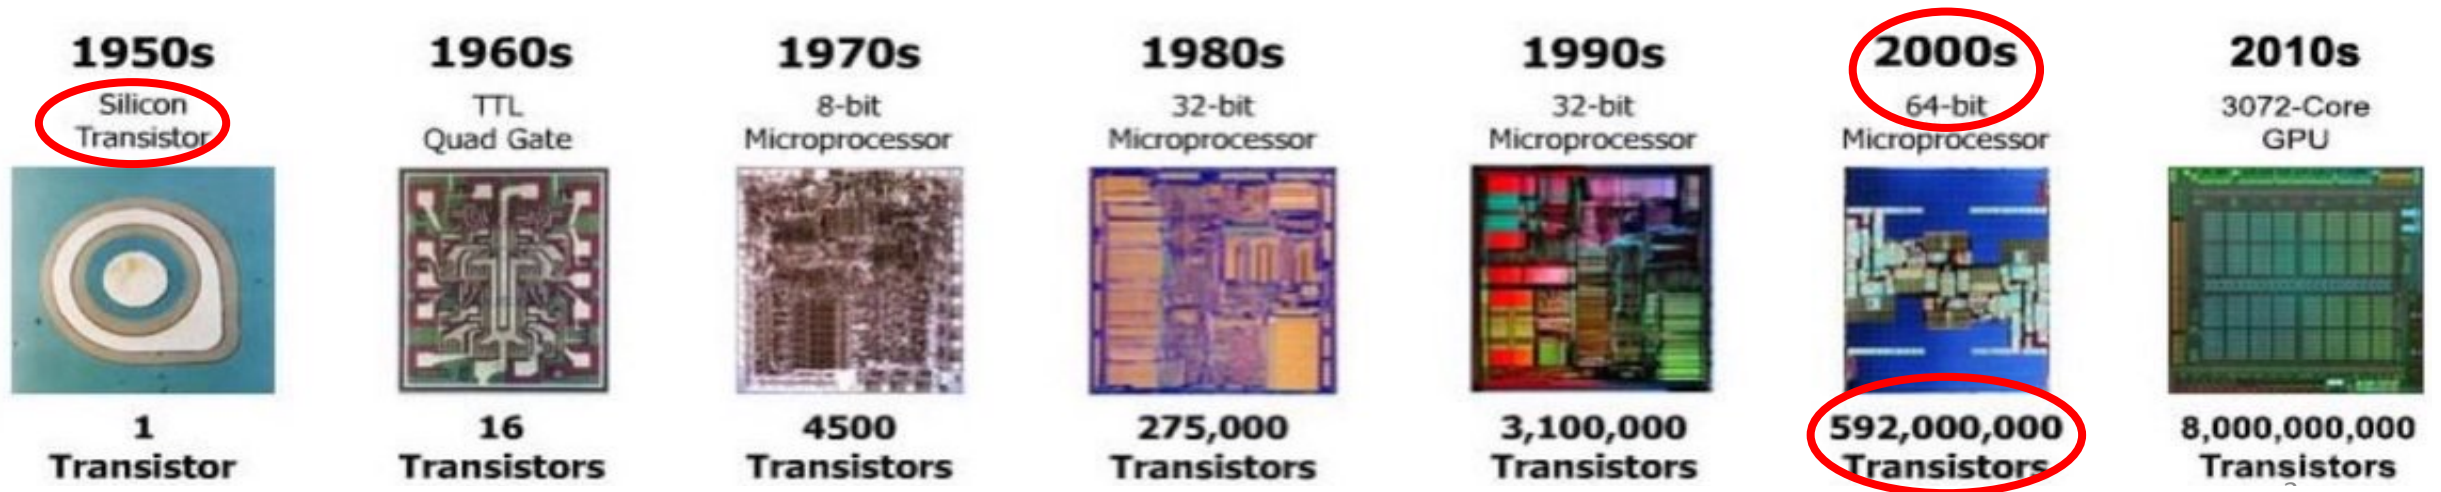 1950s
Silicon
Transistor
1
Transistor
1960s
TTL
Quad Gate
16
Transistors
1970s
8-bit
Microprocessor
4500
Transistors
1980s
32-bit
Microprocessor
275,000
Transistors
1990s
32-bit
Microprocessor
3,100,000
Transistors
2000s
64-bit
Microprocessor
592,000,000
Transistors
2010s
3072-Core
GPU
8,000,000,000
Transistors